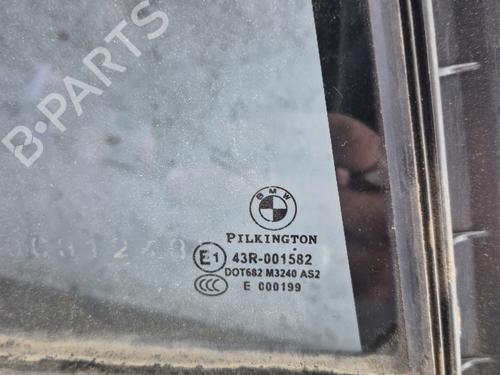 B-PARTS
BMW
PILKINGTON
E1 43R-001582
DOT682 M3240 AS2
CCC E 000199